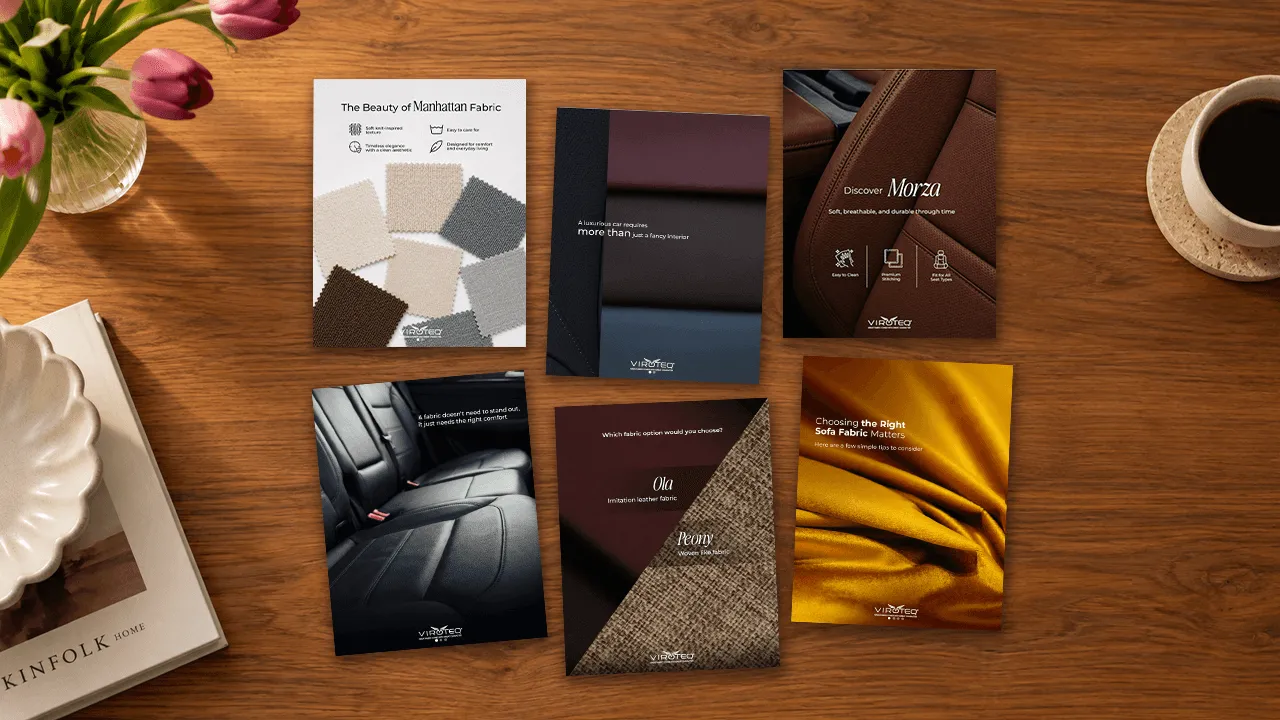 The Beauty of Manhattan Fabric
Soft knit-inspired
texture
Easy to care for
Timeless elegance
with a clean aesthetic
Designed for comfort
and everyday living
VIROTEQ
A luxurious car requires
more than just a fancy interior
VIROTEQ
Discover Morza
Soft, breathable, and durable through time
Easy to Clean
Premium
Stitching
Fit for All
Seat Types
VIROTEQ
A fabric doesn't need to stand out,
it just needs the right comfort
VIROTEQ
Which fabric option would you choose?
Ola
Imitation leather fabric
Peony
Woven like fabric
VIROTEQ
Choosing the Right
Sofa Fabric Matters
Here are a few simple tips to consider
VIROTEQ
KINFOLK HOME